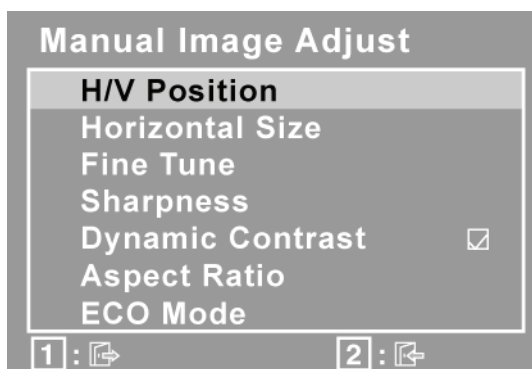 Manual Image Adjust
H/V Position
Horizontal Size
Fine Tune
Sharpness
Dynamic Contrast
Aspect Ratio
ECO Mode
1 : 2 :